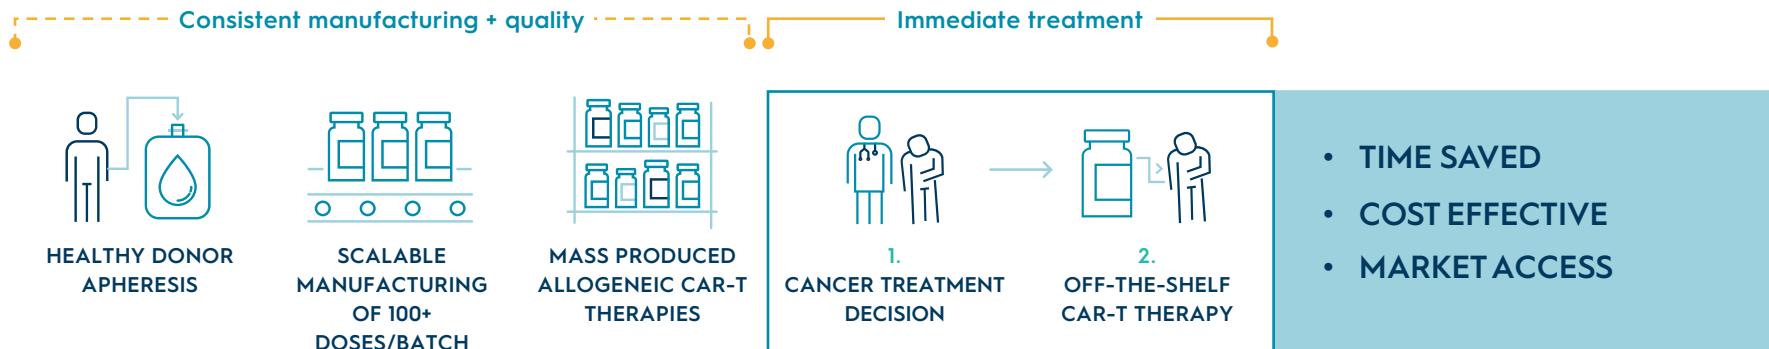 Consistent manufacturing + quality
Immediate treatment
HEALTHY DONOR
APHERESIS
SCALABLE
MANUFACTURING
OF 100+
DOSES/BATCH
MASS PRODUCED
ALLOGENEIC CAR-T
THERAPIES
1.
CANCER TREATMENT
DECISION
2.
OFF-THE-SHELF
CAR-T THERAPY
• TIME SAVED
• COST EFFECTIVE
• MARKET ACCESS